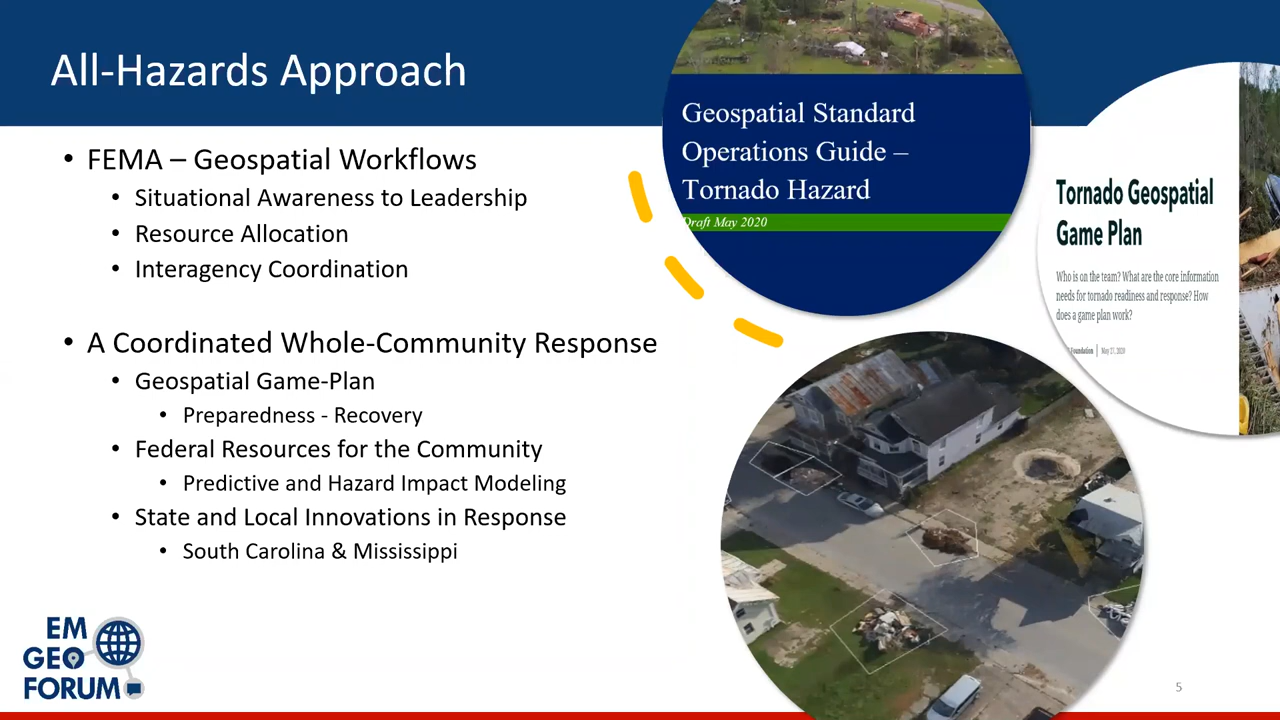 All-Hazards Approach
• FEMA – Geospatial Workflows
• Situational Awareness to Leadership
• Resource Allocation
• Interagency Coordination
• A Coordinated Whole-Community Response
• Geospatial Game-Plan
• Preparedness - Recovery
• Federal Resources for the Community
• Predictive and Hazard Impact Modeling
• State and Local Innovations in Response
• South Carolina & Mississippi
Geospatial Standard
Operations Guide –
Tornado Hazard
Draft May 2020
Tornado Geospatial
Game Plan
Who is on the team? What are the core information
needs for tornado readiness and response? How
does a game plan work?
Foundation | May 27, 2020
EM
GEO
FORUM
5